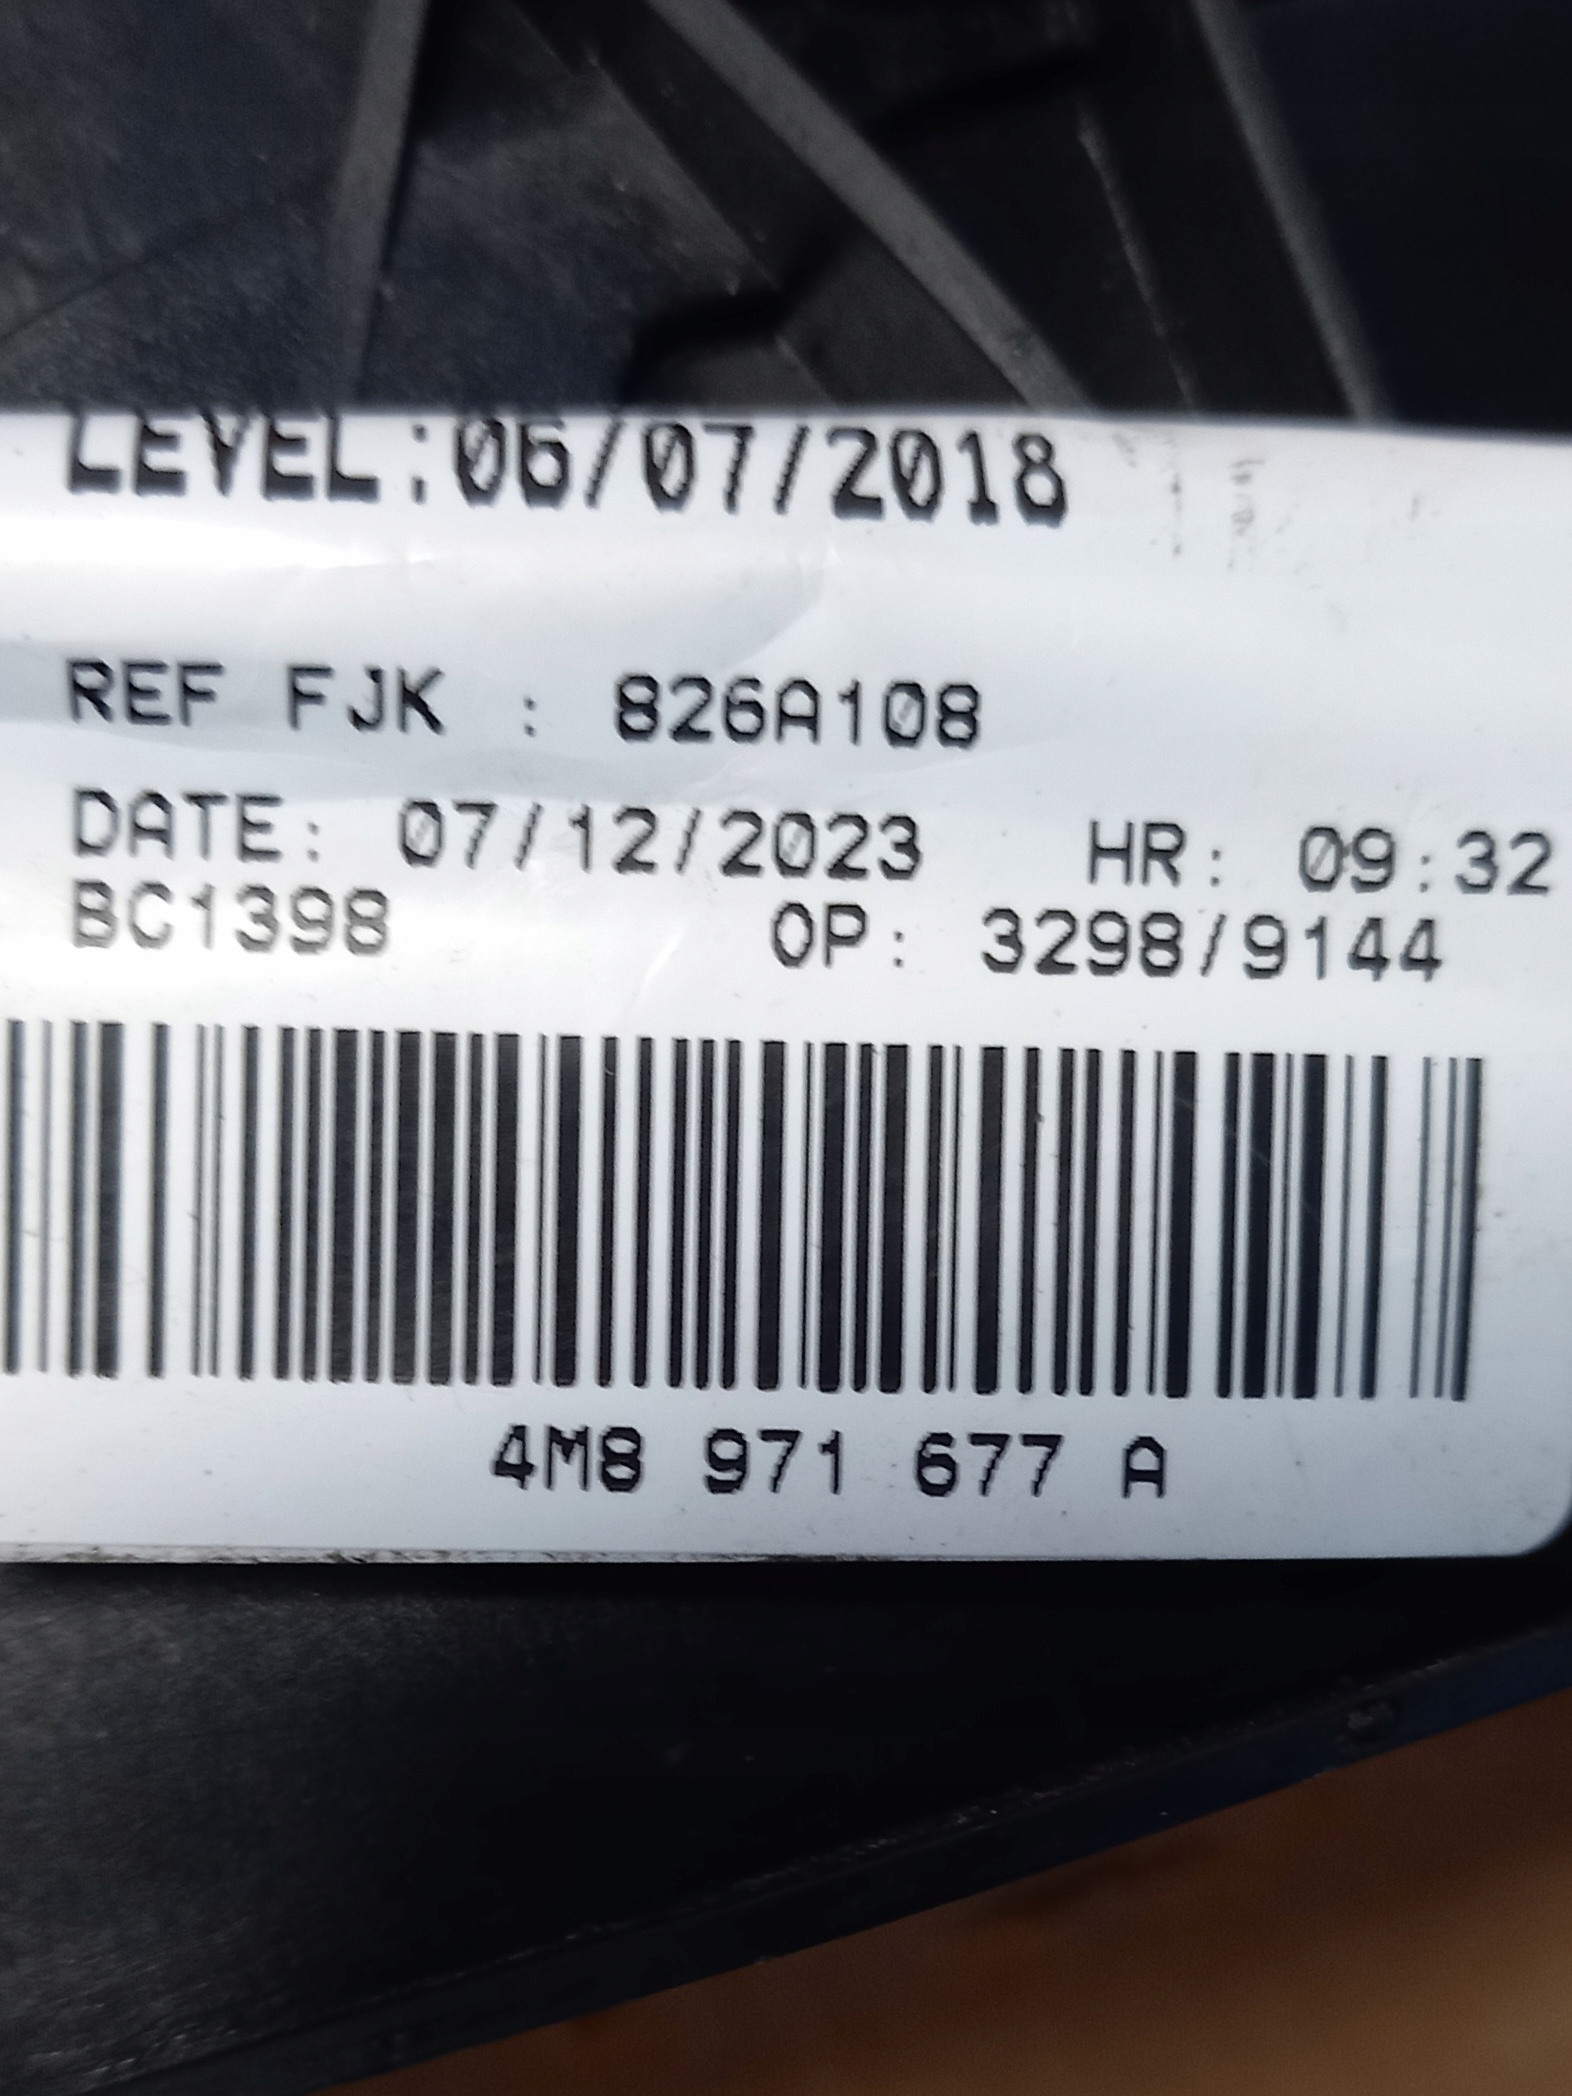 LEVEL:06/07/2018
REF FJK : 826A108
DATE: 07/12/2023 HR: 09:32
BC1398 OP: 3298/9144
4M8 971 677 A